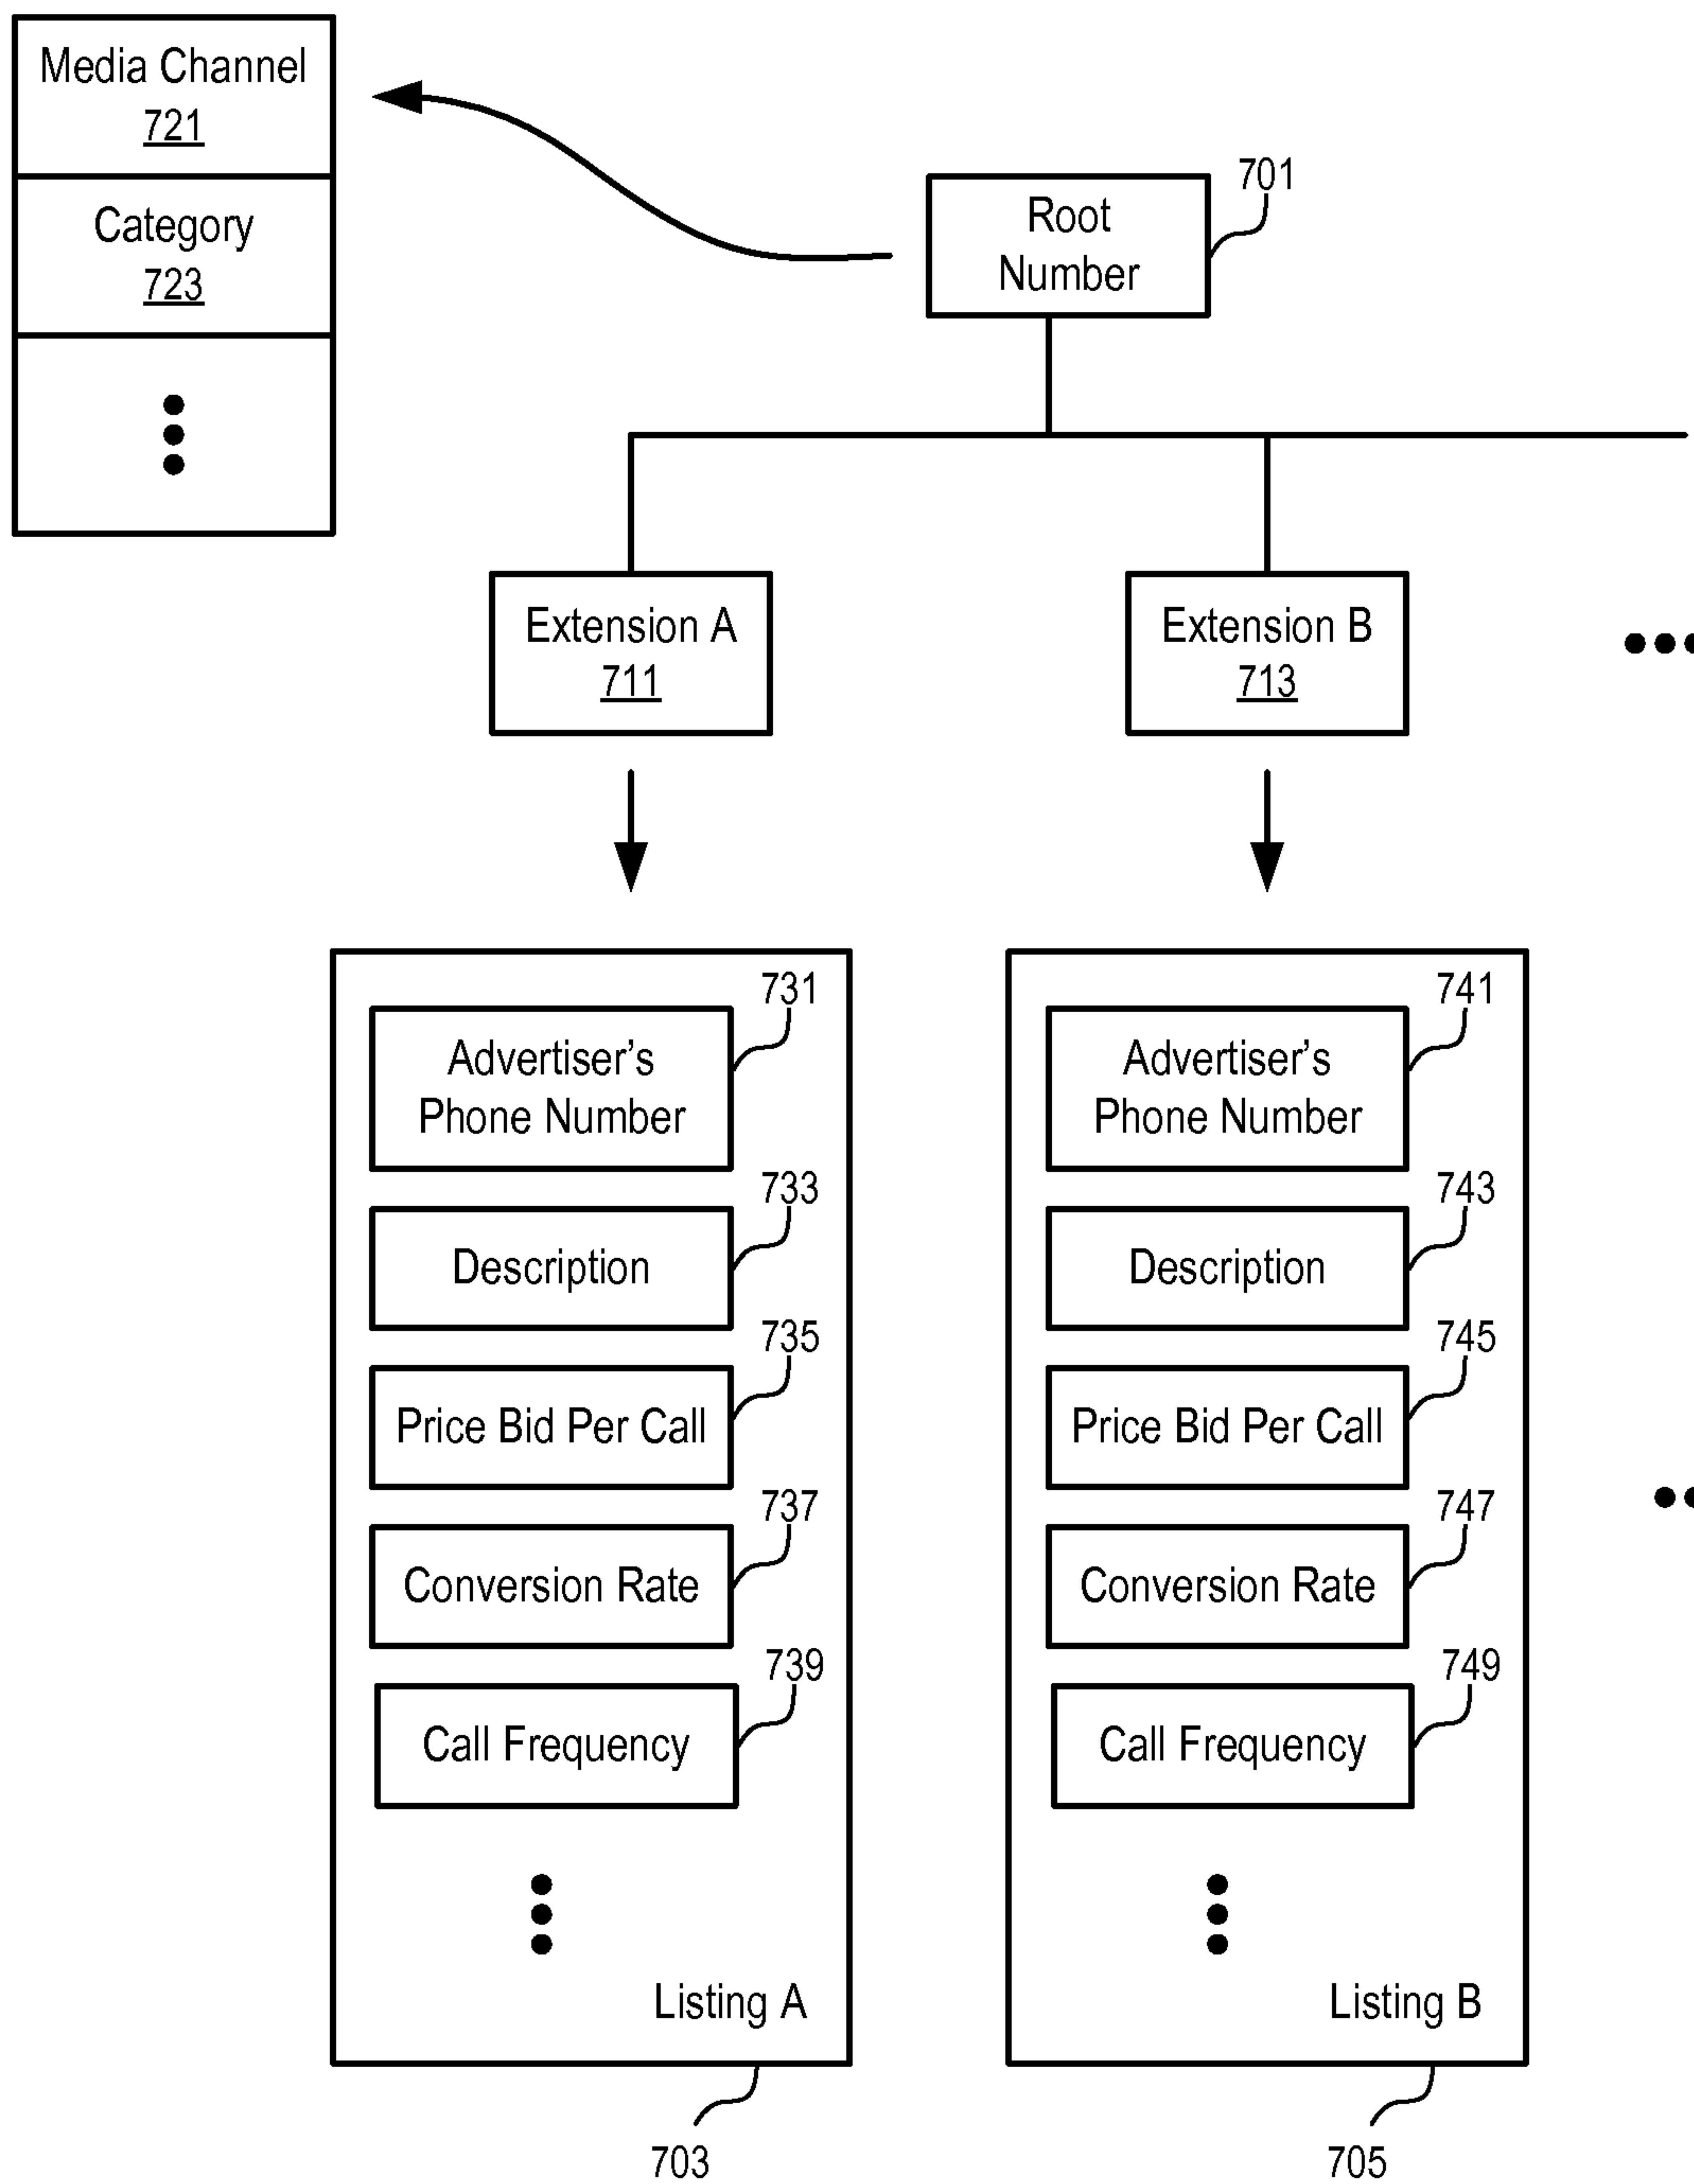 Media Channel
721
Category
723
701
Root
Number
Extension A
711
Extension B
713
731
Advertiser’s
Phone Number
733
Description
735
Price Bid Per Call
737
Conversion Rate
739
Call Frequency
Listing A
703
741
Advertiser’s
Phone Number
743
Description
745
Price Bid Per Call
747
Conversion Rate
749
Call Frequency
Listing B
705